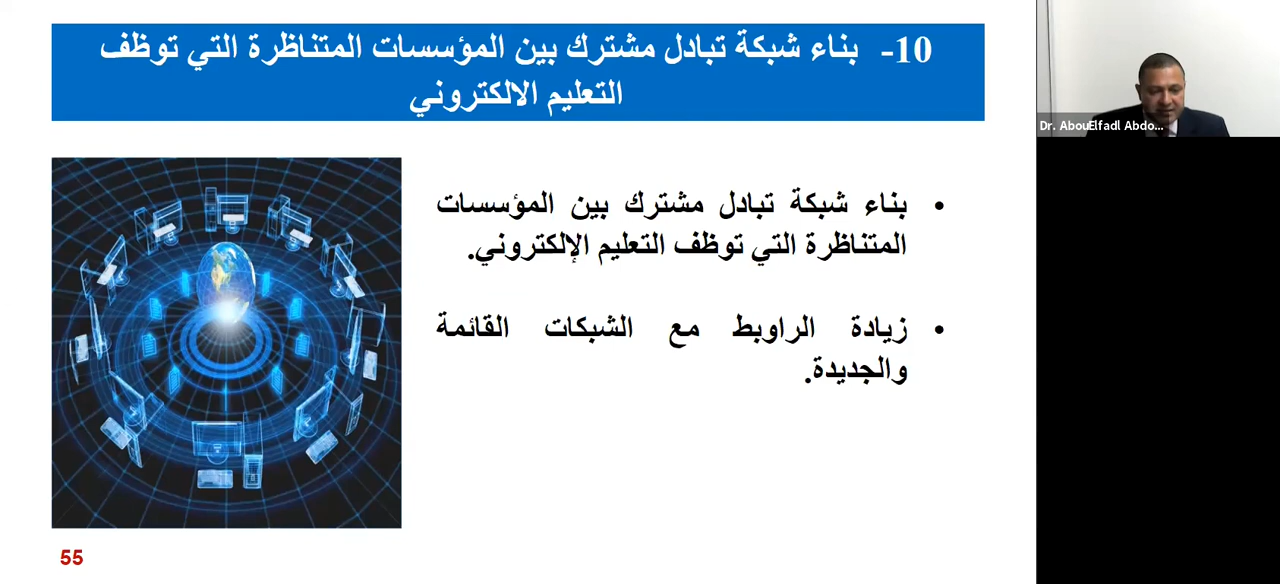 10- بناء شبكة تبادل مشترك بين المؤسسات المتناظرة التي توظف
التعليم الالكتروني
• بناء شبكة تبادل مشترك بين المؤسسات
المتناظرة التي توظف التعليم الإلكتروني.
• زيادة الراوبط مع الشبكات القائمة
والجديدة.
55
Dr. AbouElfadl Abdo...